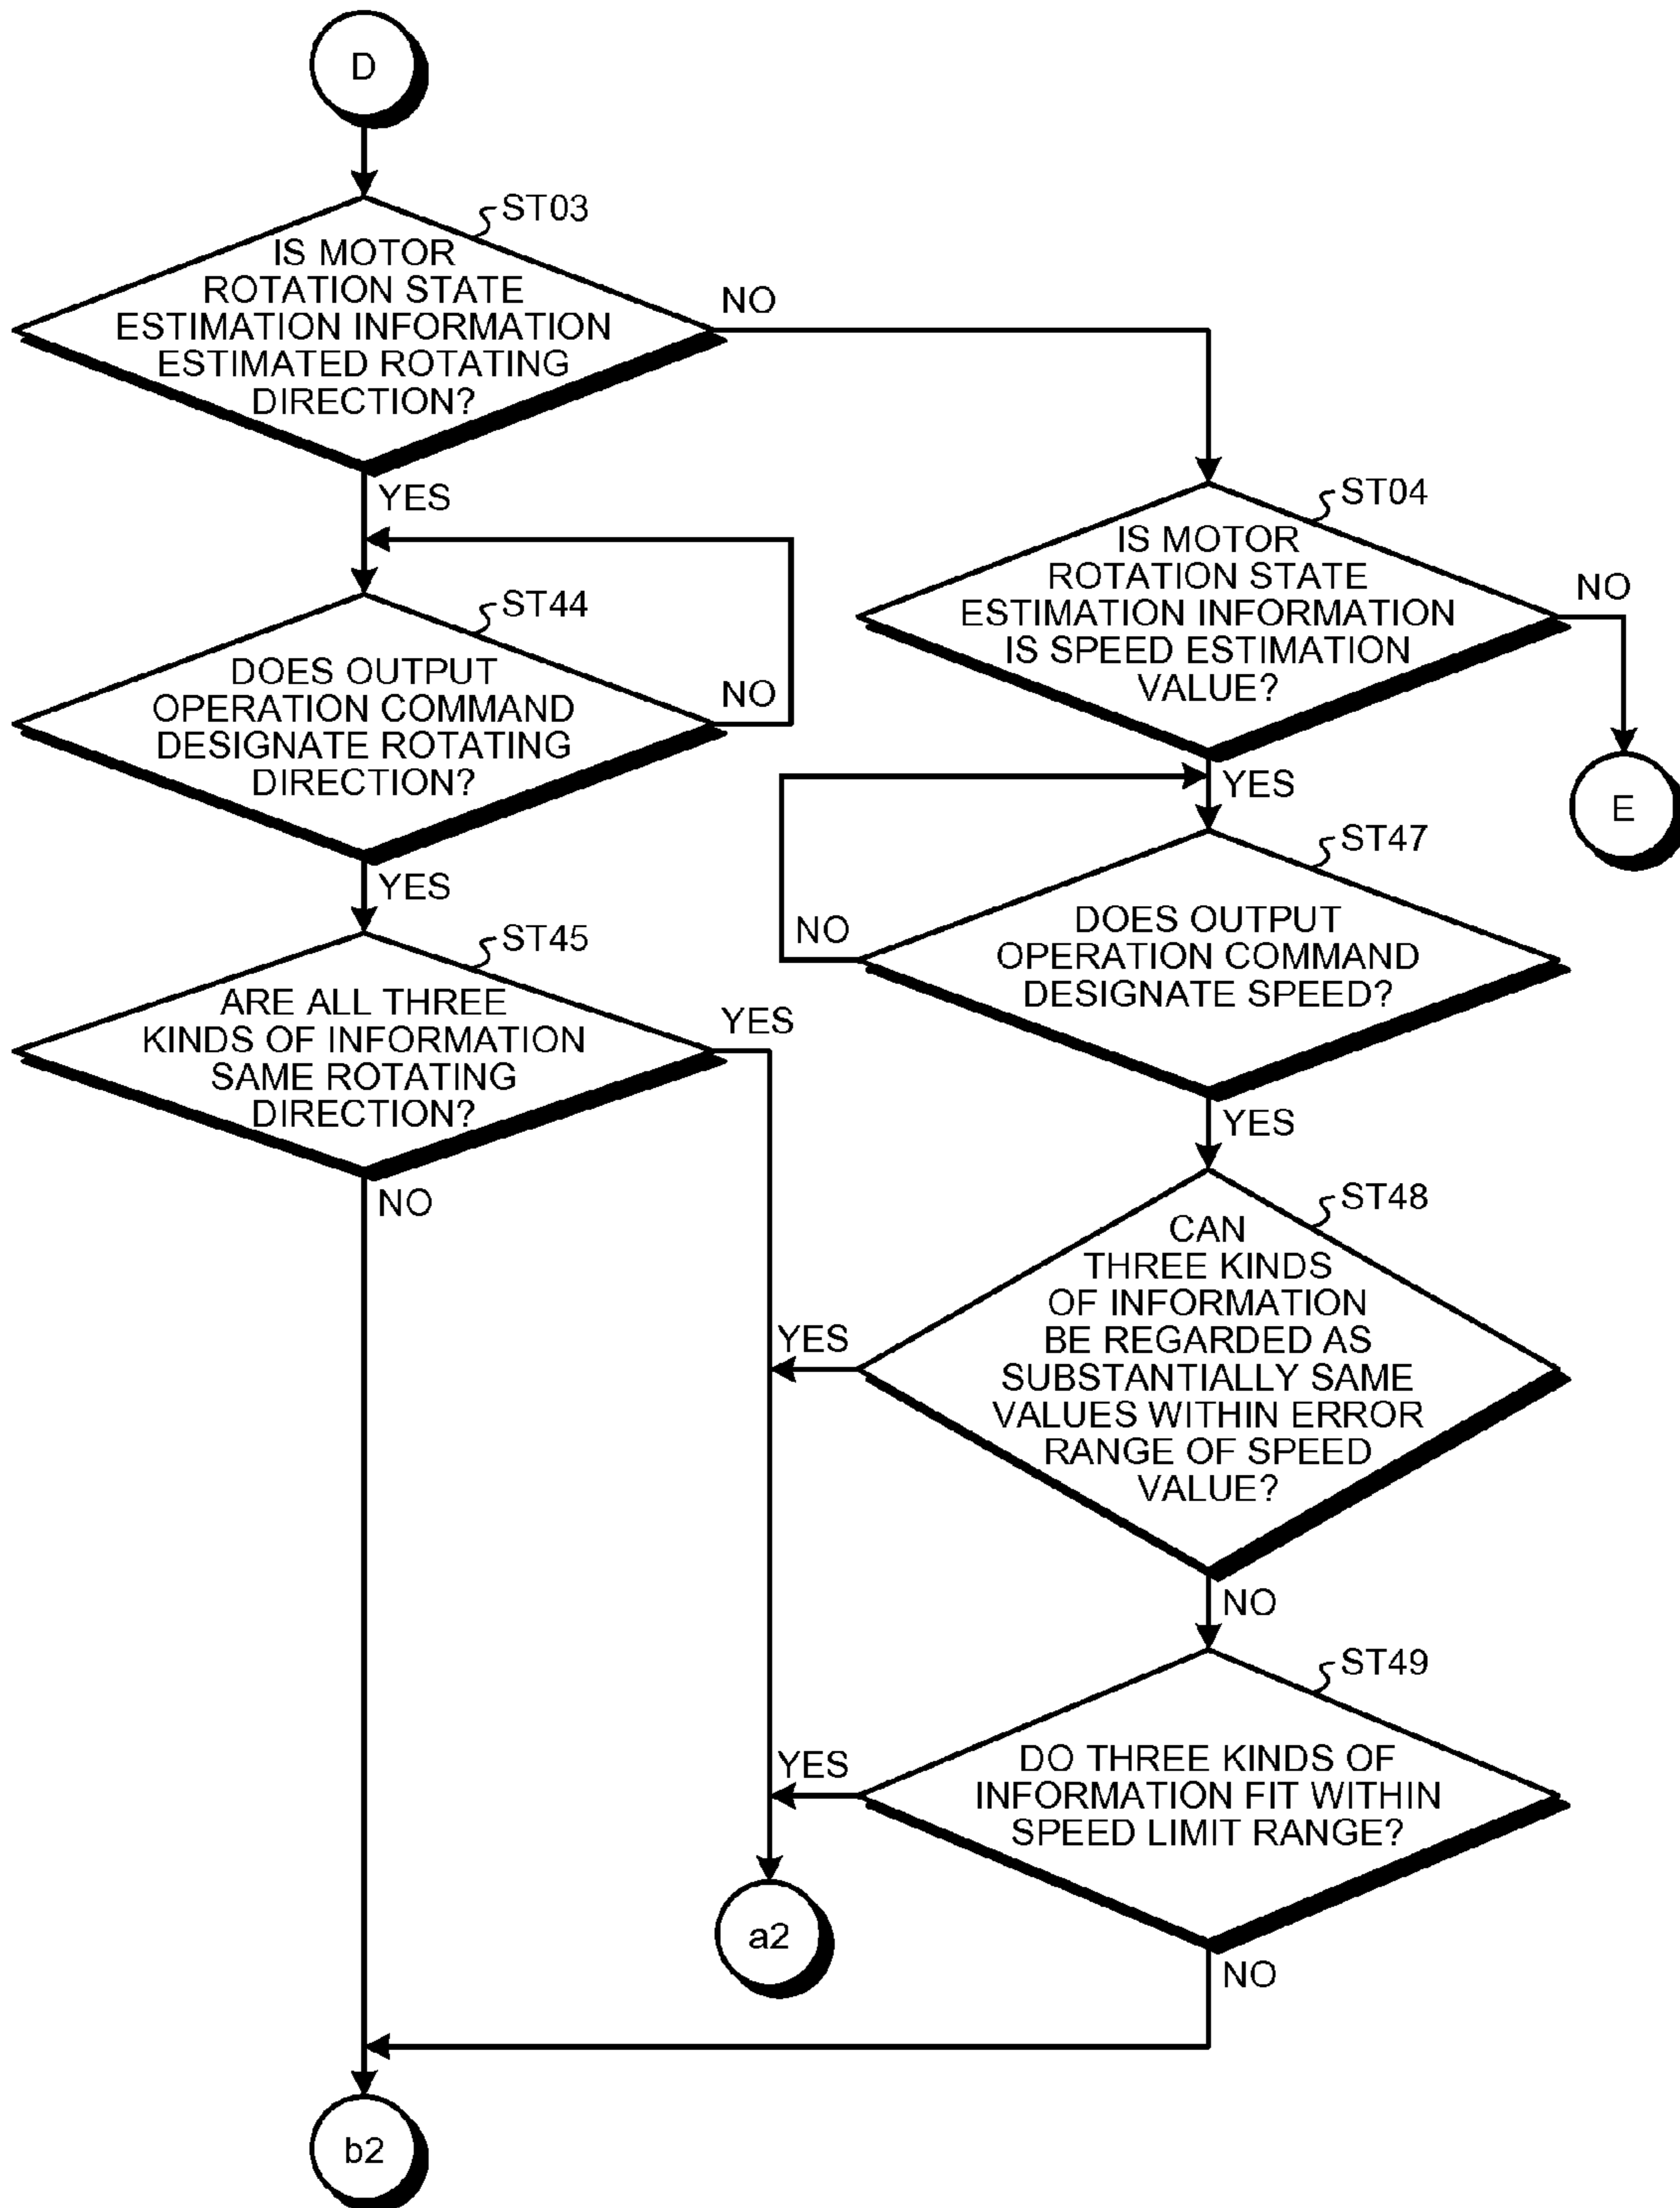 D
ST03
IS MOTOR
ROTATION STATE
ESTIMATION INFORMATION
ESTIMATED ROTATING
DIRECTION?
NO
YES
ST04
IS MOTOR
ROTATION STATE
ESTIMATION INFORMATION
IS SPEED ESTIMATION
VALUE?
NO
YES
E
ST44
DOES OUTPUT
OPERATION COMMAND
DESIGNATE ROTATING
DIRECTION?
NO
YES
ST47
DOES OUTPUT
OPERATION COMMAND
DESIGNATE SPEED?
NO
YES
ST45
ARE ALL THREE
KINDS OF INFORMATION
SAME ROTATING
DIRECTION?
YES
NO
ST48
CAN
THREE KINDS
OF INFORMATION
BE REGARDED AS
SUBSTANTIALLY SAME
VALUES WITHIN ERROR
RANGE OF SPEED
VALUE?
YES
NO
ST49
DO THREE KINDS OF
INFORMATION FIT WITHIN
SPEED LIMIT RANGE?
YES
NO
a2
b2